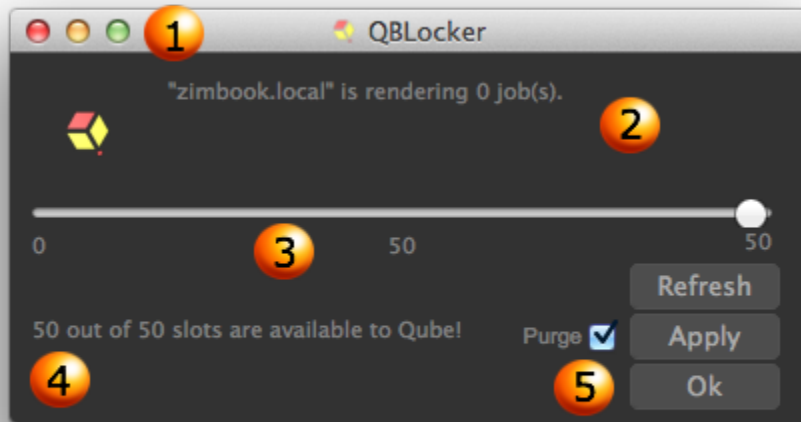 1
QBLocker
"zimbook.local" is rendering 0 job(s).
2
0 50 50
3
Refresh
50 out of 50 slots are available to Qube!
Purge Apply
4
5
Ok